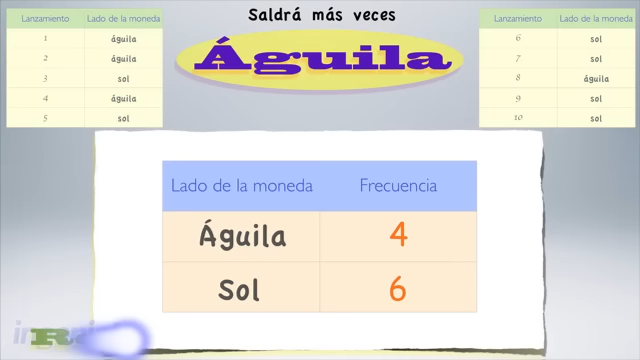 Saldrá más veces
Águila
Lanzamiento Lado de la moneda
1 águila
2 águila
3 sol
4 águila
5 sol
Lanzamiento Lado de la moneda
6 sol
7 sol
8 águila
9 sol
10 sol
Lado de la moneda Frecuencia
Águila 4
Sol 6